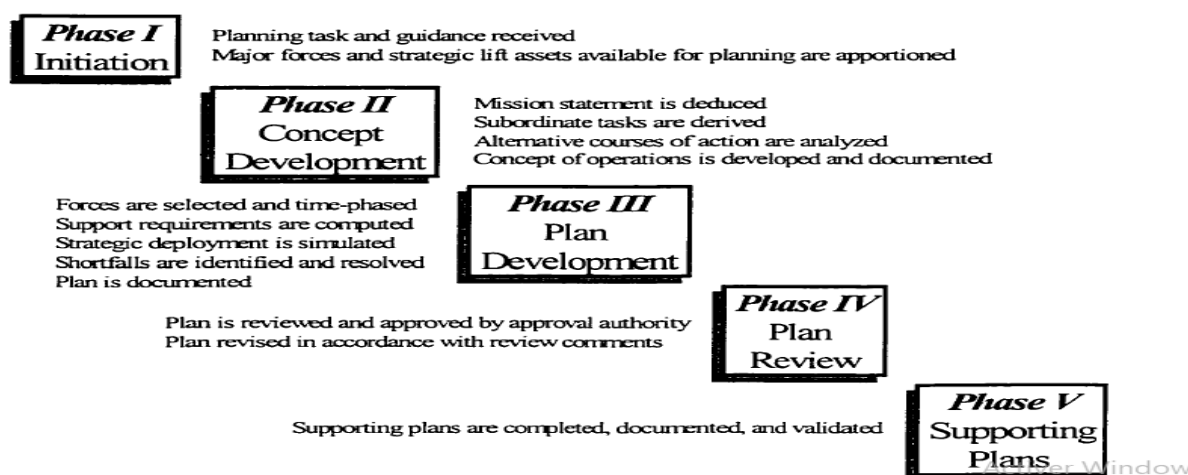 Phase I
Initiation
Planning task and guidance received
Major forces and strategic lift assets available for planning are apportioned
Phase II
Concept
Development
Mission statement is deduced
Subordinate tasks are derived
Alternative courses of action are analyzed
Concept of operations is developed and documented
Forces are selected and time-phased
Support requirements are computed
Strategic deployment is simulated
Shortfalls are identified and resolved
Plan is documented
Phase III
Plan
Development
Plan is reviewed and approved by approval authority
Plan revised in accordance with review comments
Phase IV
Plan
Review
Supporting plans are completed, documented, and validated
Phase V
Supporting
Plans
Activer Window